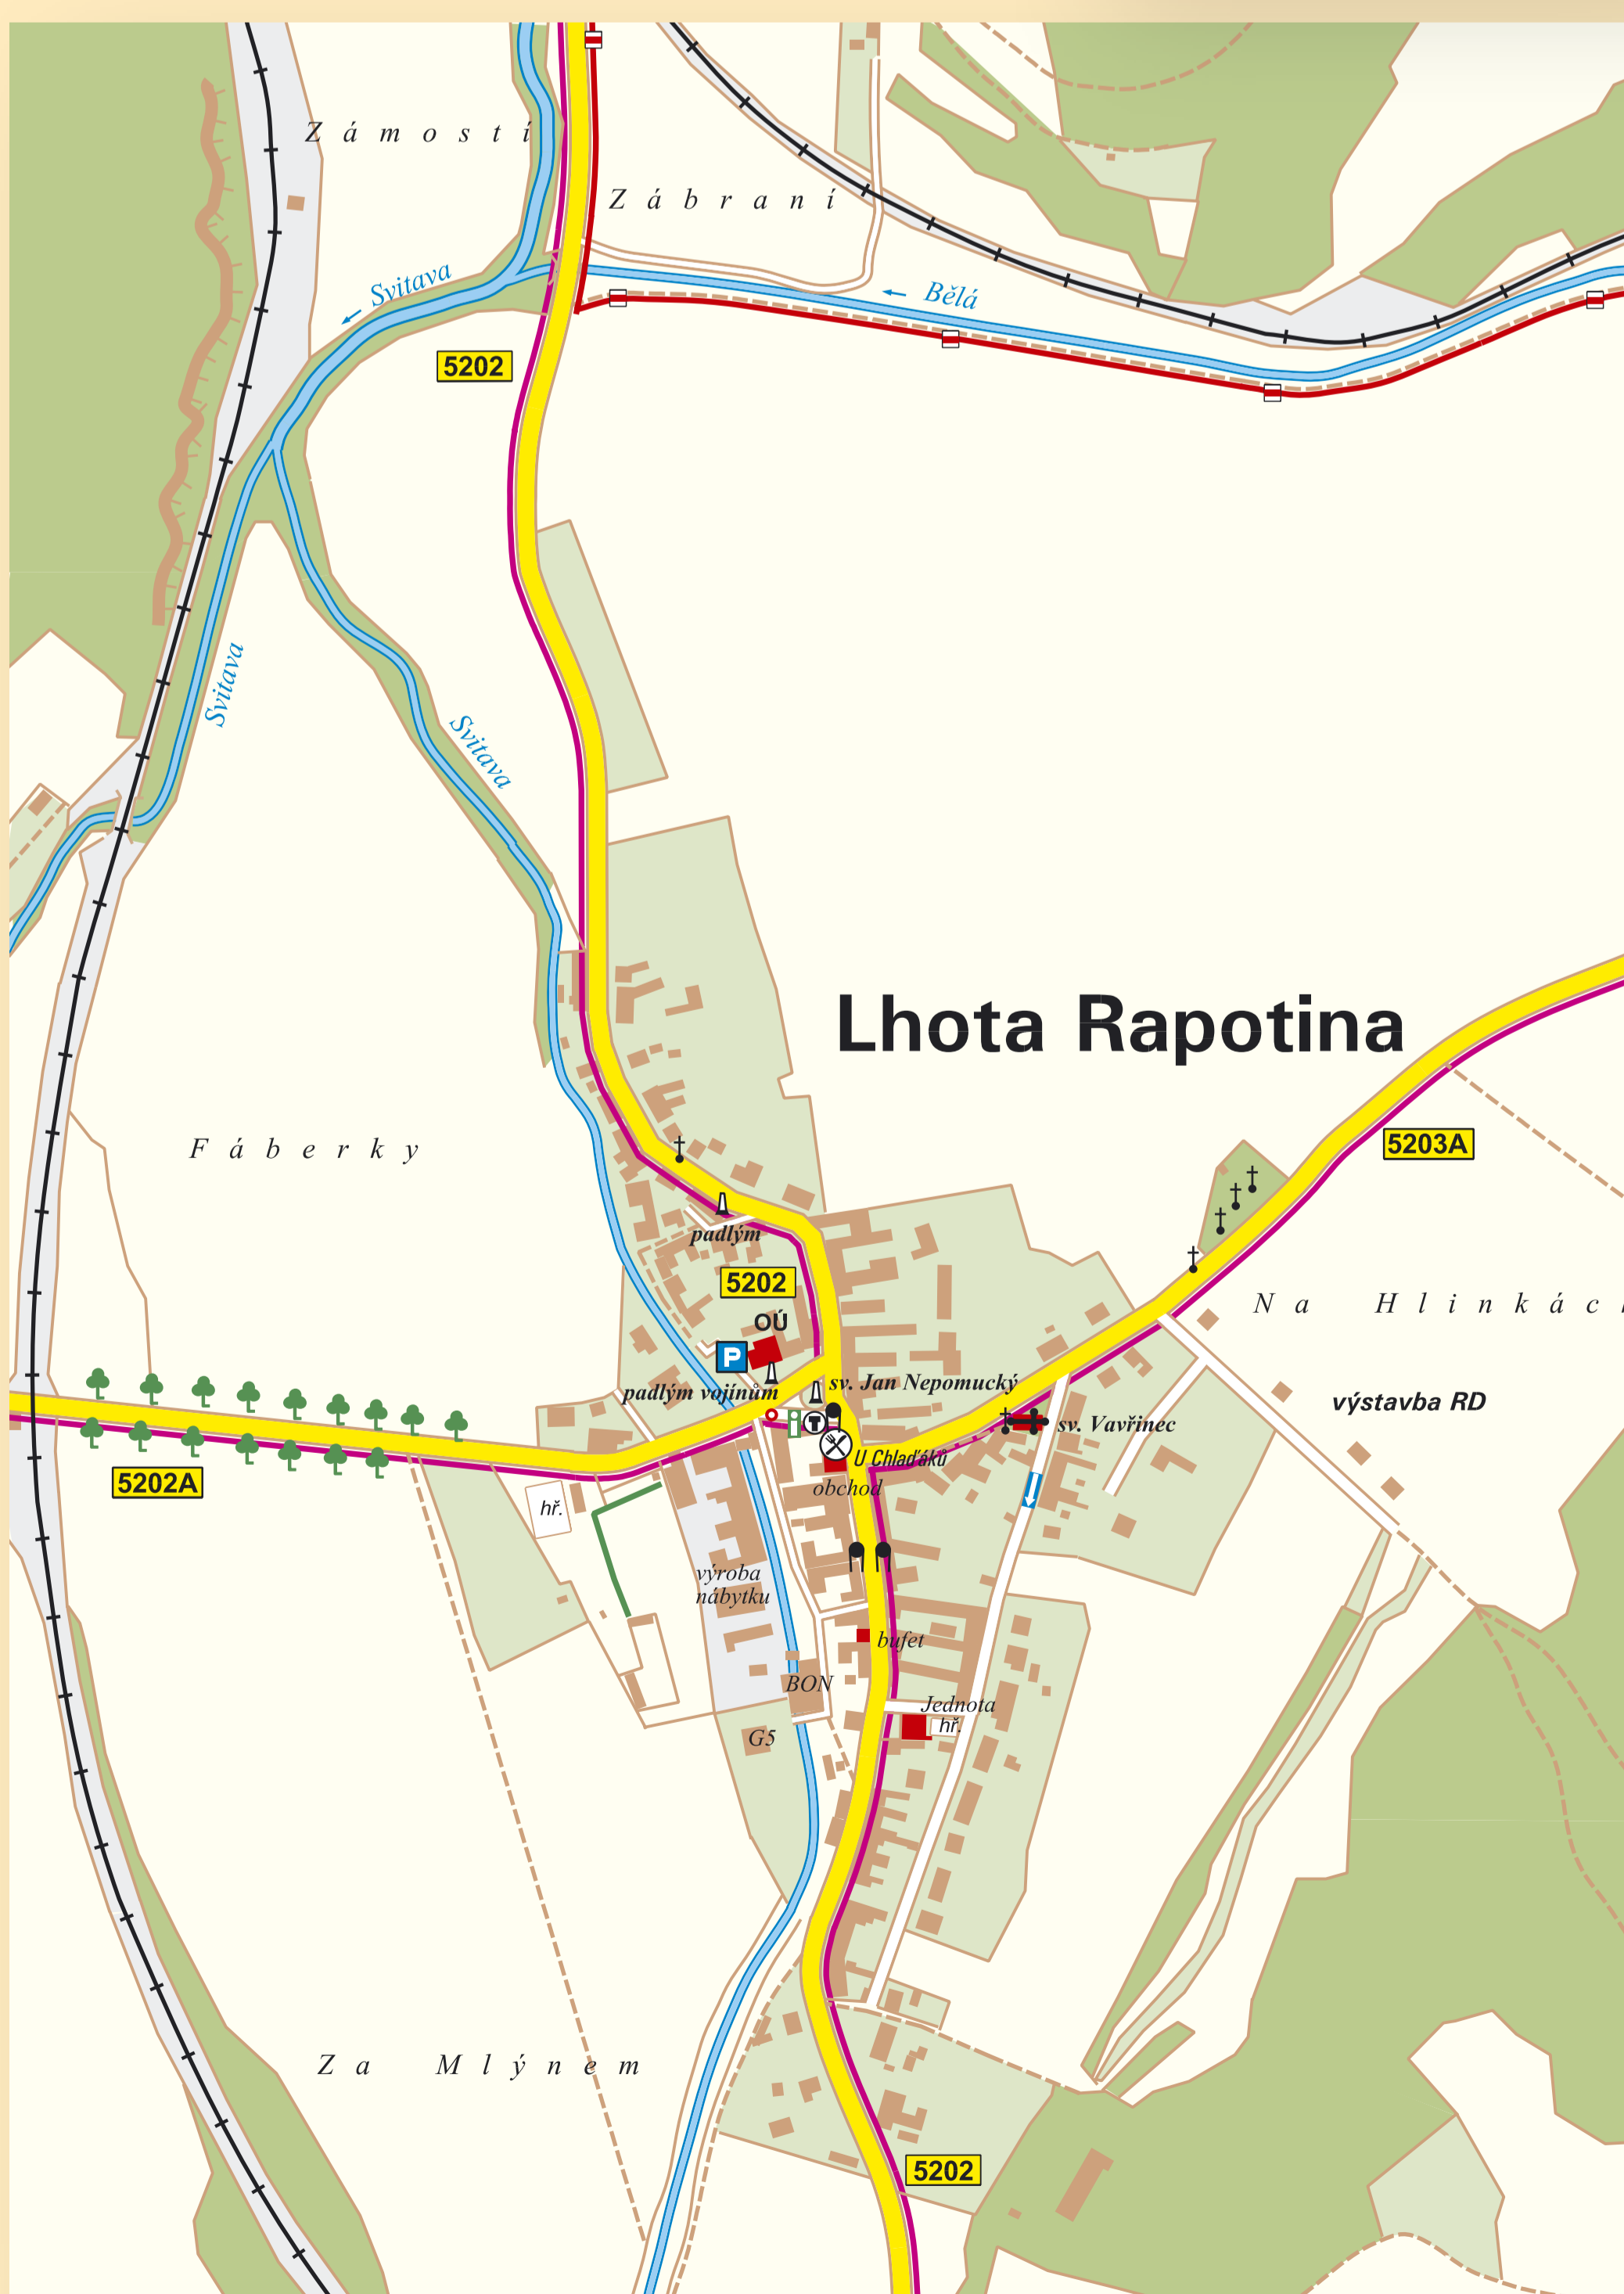 Zámostí
Zábraní
Svitava
Bělá
5202
Svitava
Svitava
Lhota Rapotina
5203A
Fáberky
padlým
5202
Na Hlinkác
OÚ
P
padlým vojínům
sv. Jan Nepomucký
výstavba RD
sv. Vavřinec
i
T
U Chlaďáků
5202A
obchod
hř.
výroba
nábytku
bufet
BON
Jednota
hř.
G5
Za Mlýnem
5202